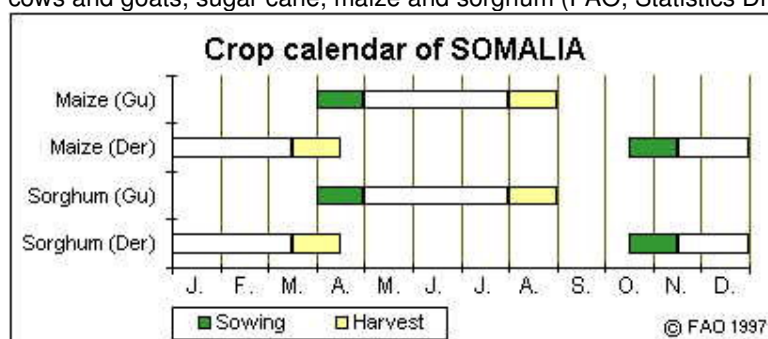 cows and goats, sugar cane, maize and sorghum (FAO, Statistics
Crop calendar of SOMALIA
Maize (Gu)
Maize (Der)
Sorghum (Gu)
Sorghum (Der)
J. F. M. A. M. J. J. A. S. O. N. D.
Sowing Harvest
© FAO 1997